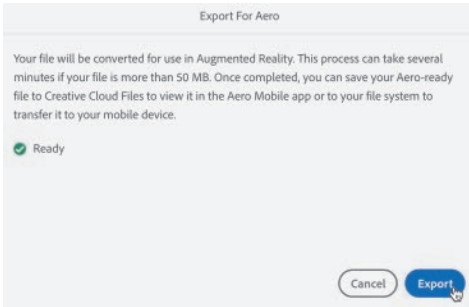 Export For Aero
Your file will be converted for use in Augmented Reality. This process can take several
minutes if your file is more than 50 MB. Once completed, you can save your Aero-ready
file to Creative Cloud Files to view it in the Aero Mobile app or to your file system to
transfer it to your mobile device.
Ready
Cancel Export